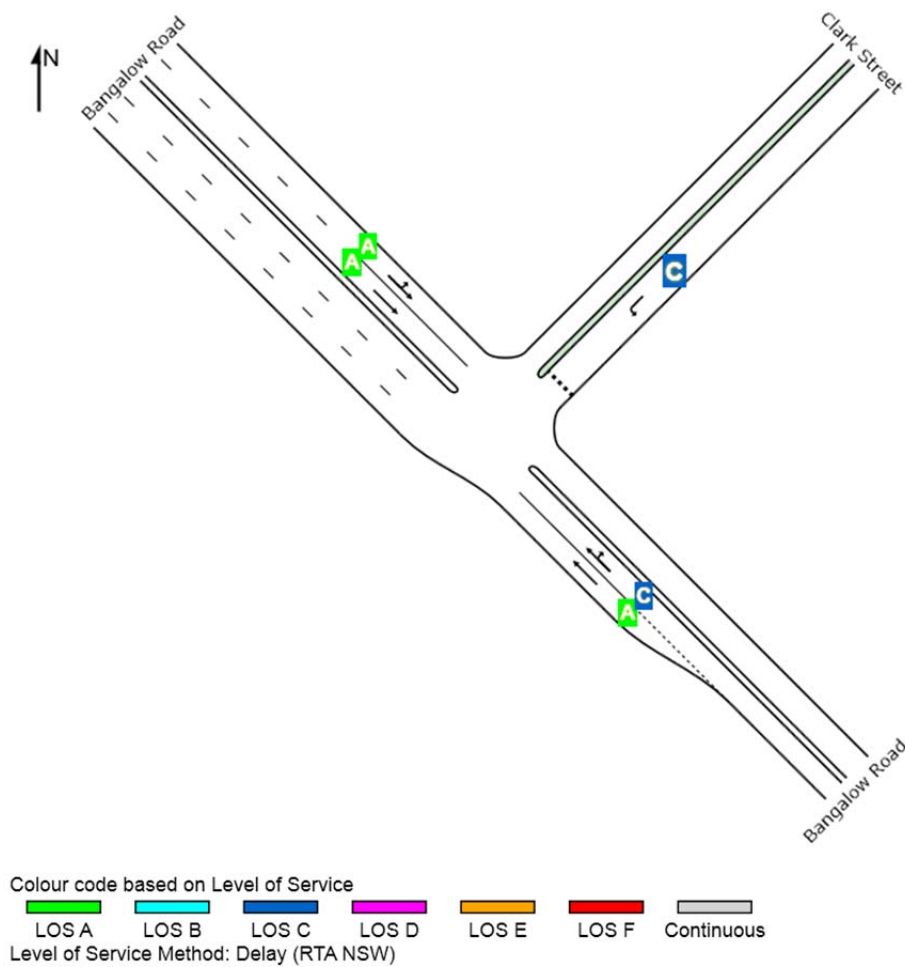 Bangalow Road
Clark Street
N
A
A
C
C
A
Bangalow Road
Colour code based on Level of Service
LOS A LOS B LOS C LOS D LOS E LOS F Continuous
Level of Service Method: Delay (RTA NSW)